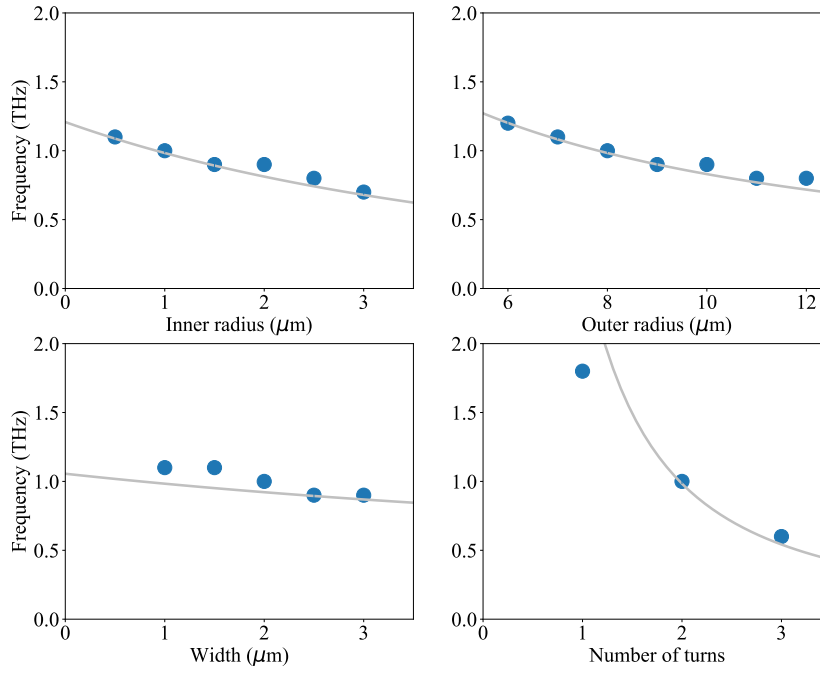 2.0
1.5
1.0
0.5
0.0
Frequency (THz)
0 1 2 3
Inner radius (μm)
2.0
1.5
1.0
0.5
0.0
6 8 10 12
Outer radius (μm)
2.0
1.5
1.0
0.5
0.0
Frequency (THz)
0 1 2 3
Width (μm)
2.0
1.5
1.0
0.5
0.0
0 1 2 3
Number of turns